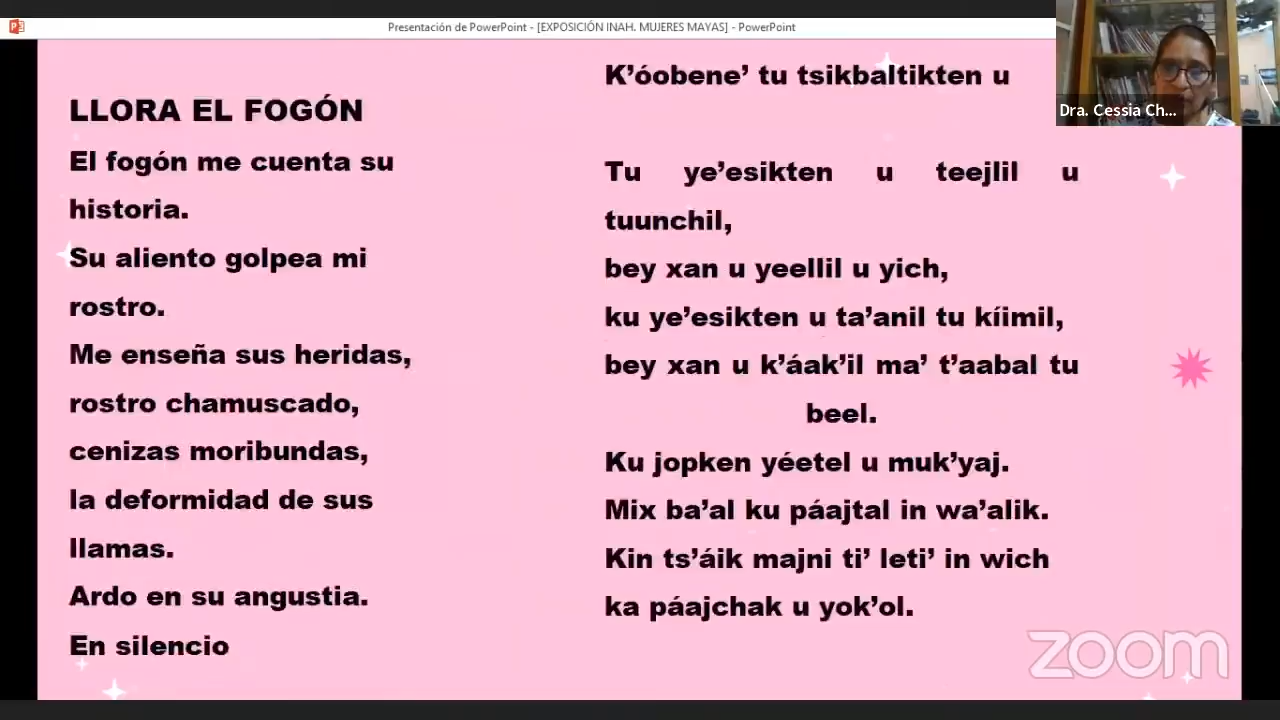 Presentación de PowerPoint - [EXPOSICIÓN INAH. MUJERES MAYAS] - PowerPoint
Dra. Cessia Ch...
LLORA EL FOGÓN
El fogón me cuenta su
historia.
Su aliento golpea mi
rostro.
Me enseña sus heridas,
rostro chamuscado,
cenizas moribundas,
la deformidad de sus
llamas.
Ardo en su angustia.
En silencio
K’óobene’ tu tsikbaltikten u
Tu ye’esikten u teejlil u
tuunchil,
bey xan u yeellil u yich,
ku ye’esikten u ta’anil tu kíimil,
bey xan u k’áak’il ma’ t’aabal tu
beel.
Ku jopken yéetel u muk’yaj.
Mix ba’al ku páajtal in wa’alik.
Kin ts’áik majni ti’ leti’ in wich
ka páajchak u yok’ol.
zoom